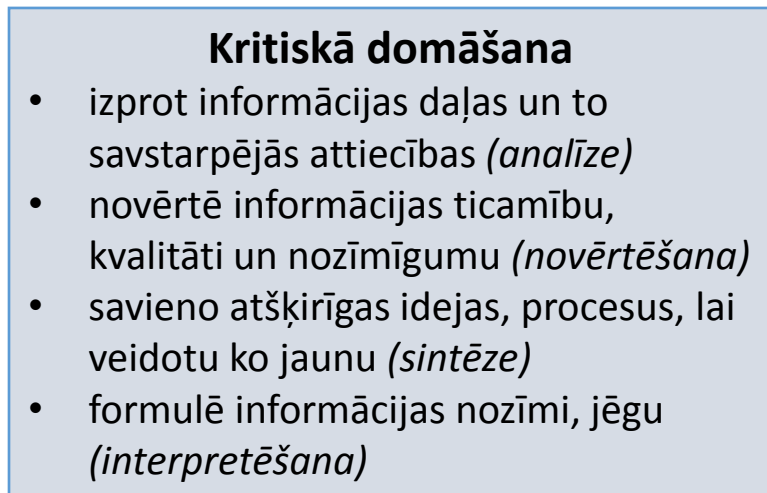 Kritiskā domāšana
• izprot informācijas daļas un to
savstarpējās attiecības (analīze)
• novērtē informācijas ticamību,
kvalitāti un nozīmīgumu (novērtēšana)
• savieno atšķirīgas idejas, procesus, lai
veidotu ko jaunu (sintēze)
• formulē informācijas nozīmi, jēgu
(interpretēšana)